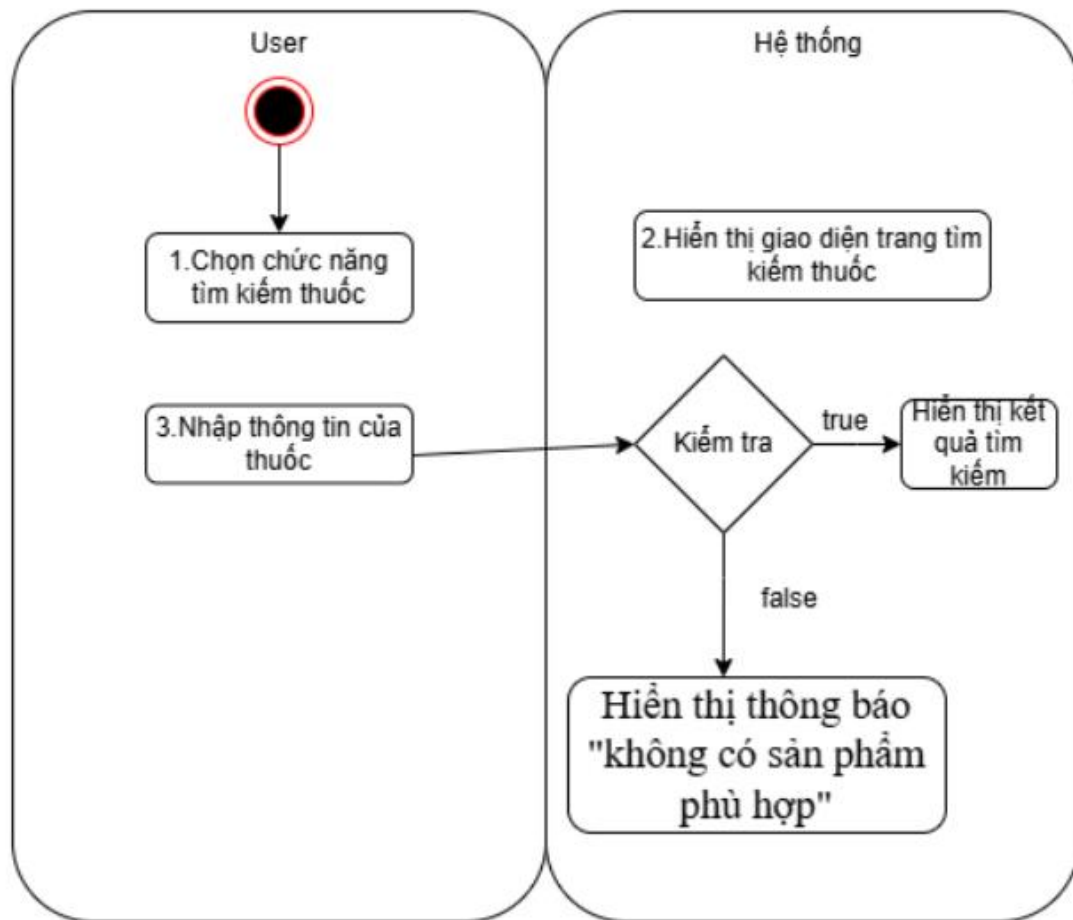 User
Hệ thống
1.Chọn chức năng
tìm kiếm thuốc
2.Hiển thị giao diện trang tìm
kiếm thuốc
3.Nhập thông tin của
thuốc
Kiểm tra
true
Hiển thị kết
quả tìm
kiếm
false
Hiển thị thông báo
"không có sản phẩm
phù hợp"